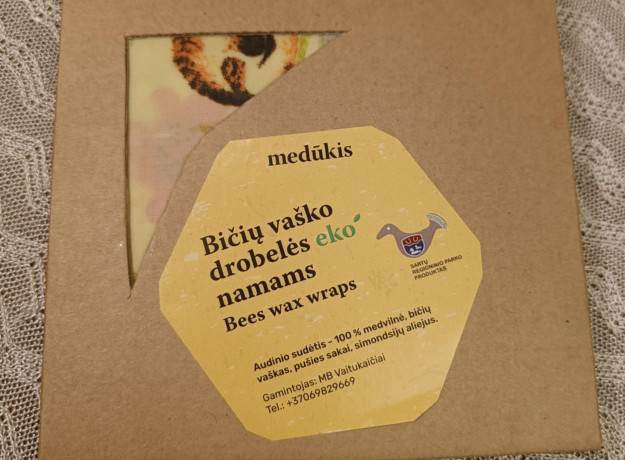 medūkis
Bičių vaško
drobelės eko
namams
Bees wax wraps
SARTŲ
REGIONINIO PARKO
PRODUKTAS
Audinio sudėtis - 100 % medvilnė, bičių
vaškas, pušies sakai, simondsijų aliejus.
Gamintojas: MB Vaitukaičiai
Tel.: +37069829669